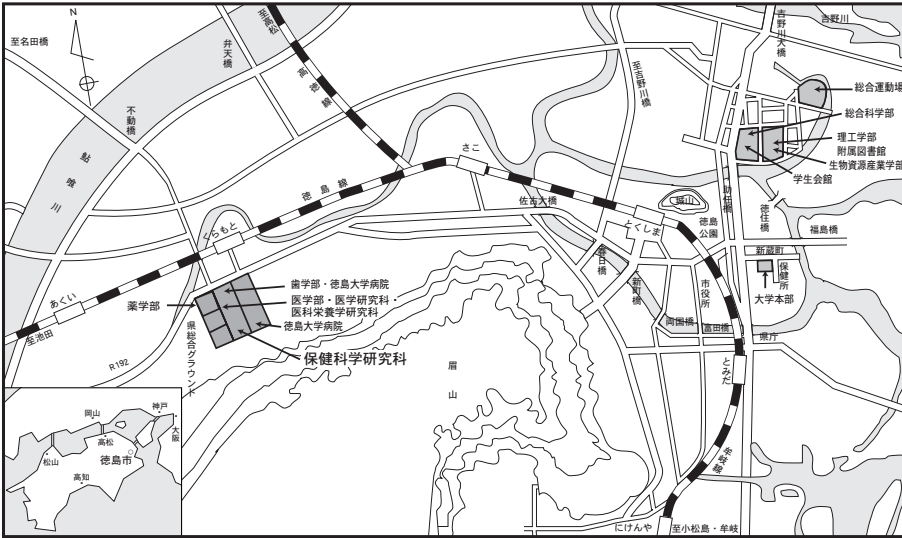 N
至名田橋
弁天橋
至高松
高徳線
不動橋
鮎喰川
さこ
徳島線
くらもと
あくい
至池田
R192
薬学部
県総合グラウンド
歯学部・徳島大学病院
医学部・医学研究科・
医科栄養学研究科
徳島大学病院
保健科学研究科
眉山
至吉野川橋
吉野川大橋
吉野川
総合運動場
総合科学部
理工学部
附属図書館
生物資源産業学部
学生会館
助任橋
徳住橋
福島橋
城山
徳島
公園
佐古大橋
とくしま
春日橋
新町橋
市役所
両国橋
富田橋
新蔵町
保健所
大学本部
県庁
とみだ
牟岐線
にけんや
至小松島・牟岐
岡山
神戸
大阪
高松
松山
徳島市
高知